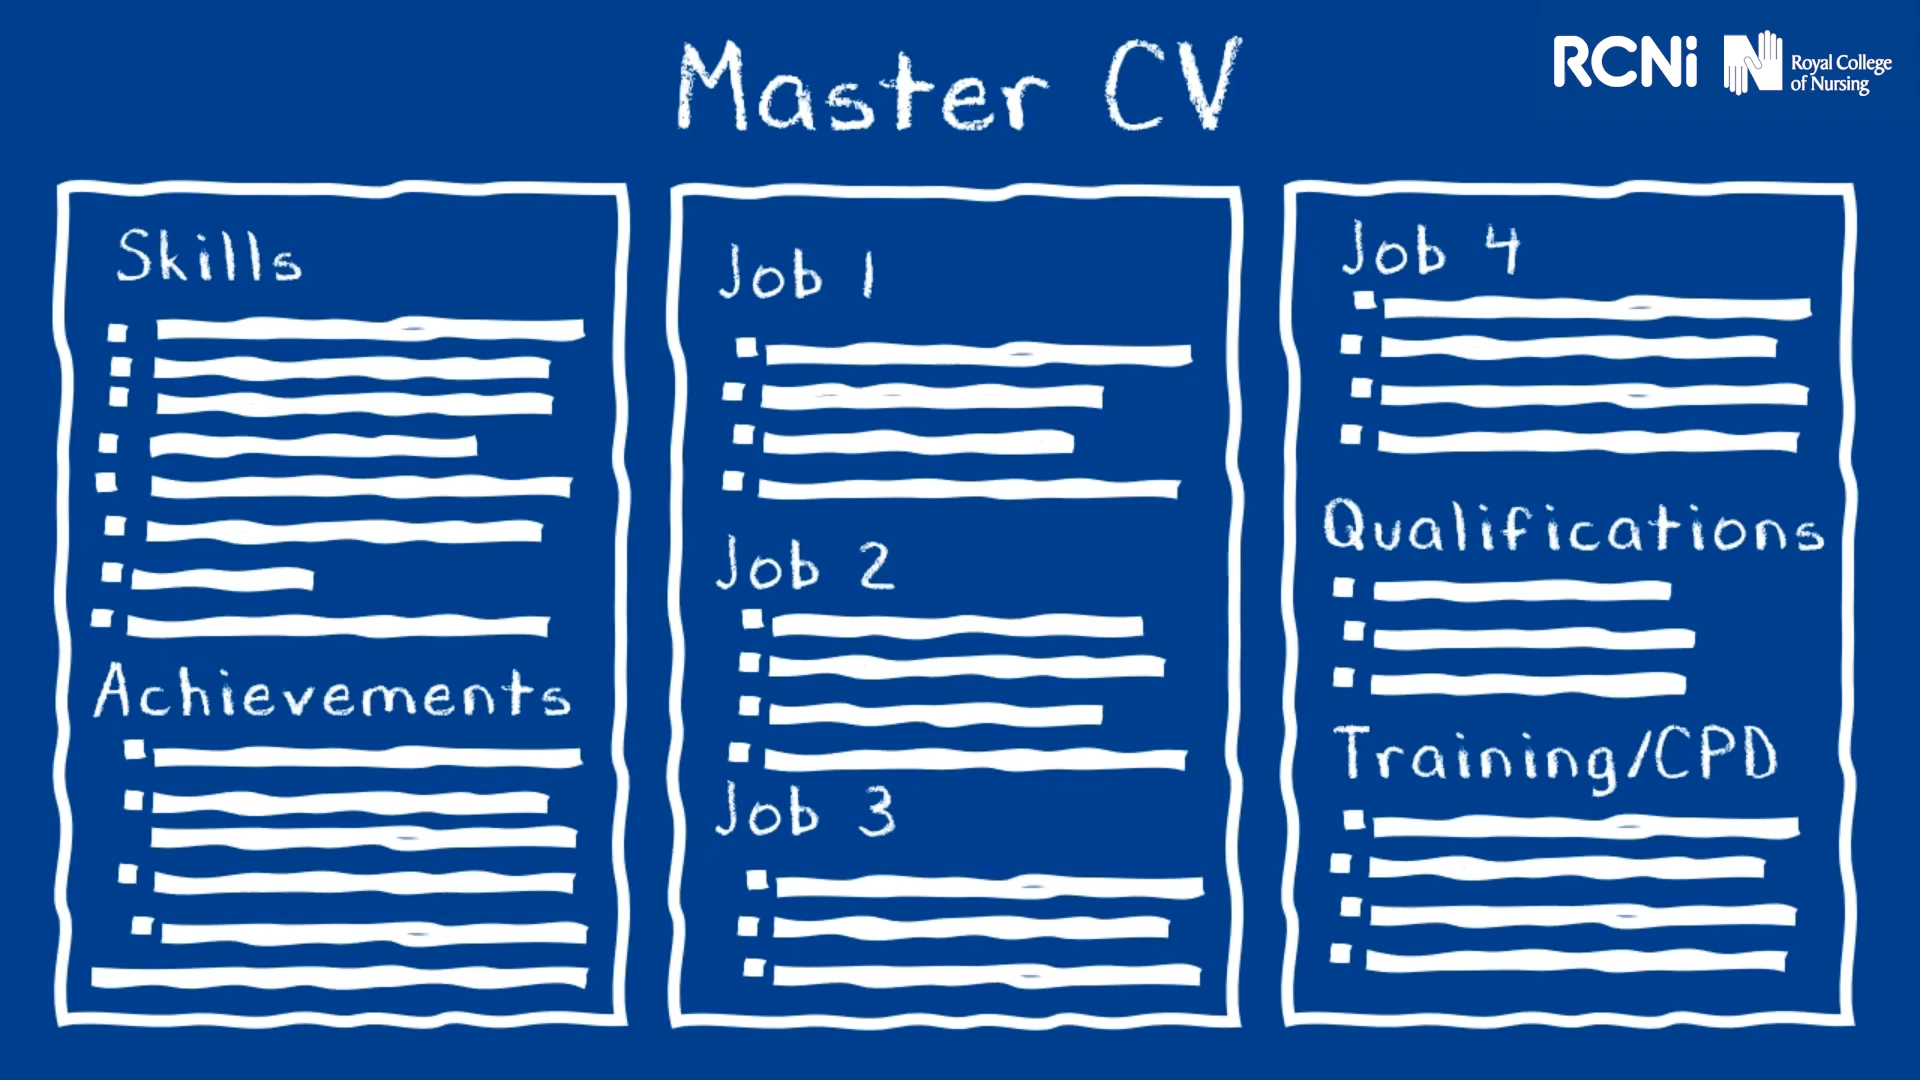 Master CV
RCNi
Royal College
of Nursing
Skills
Achievements
Job 1
Job 2
Job 3
Job 4
Qualifications
Training/CPD